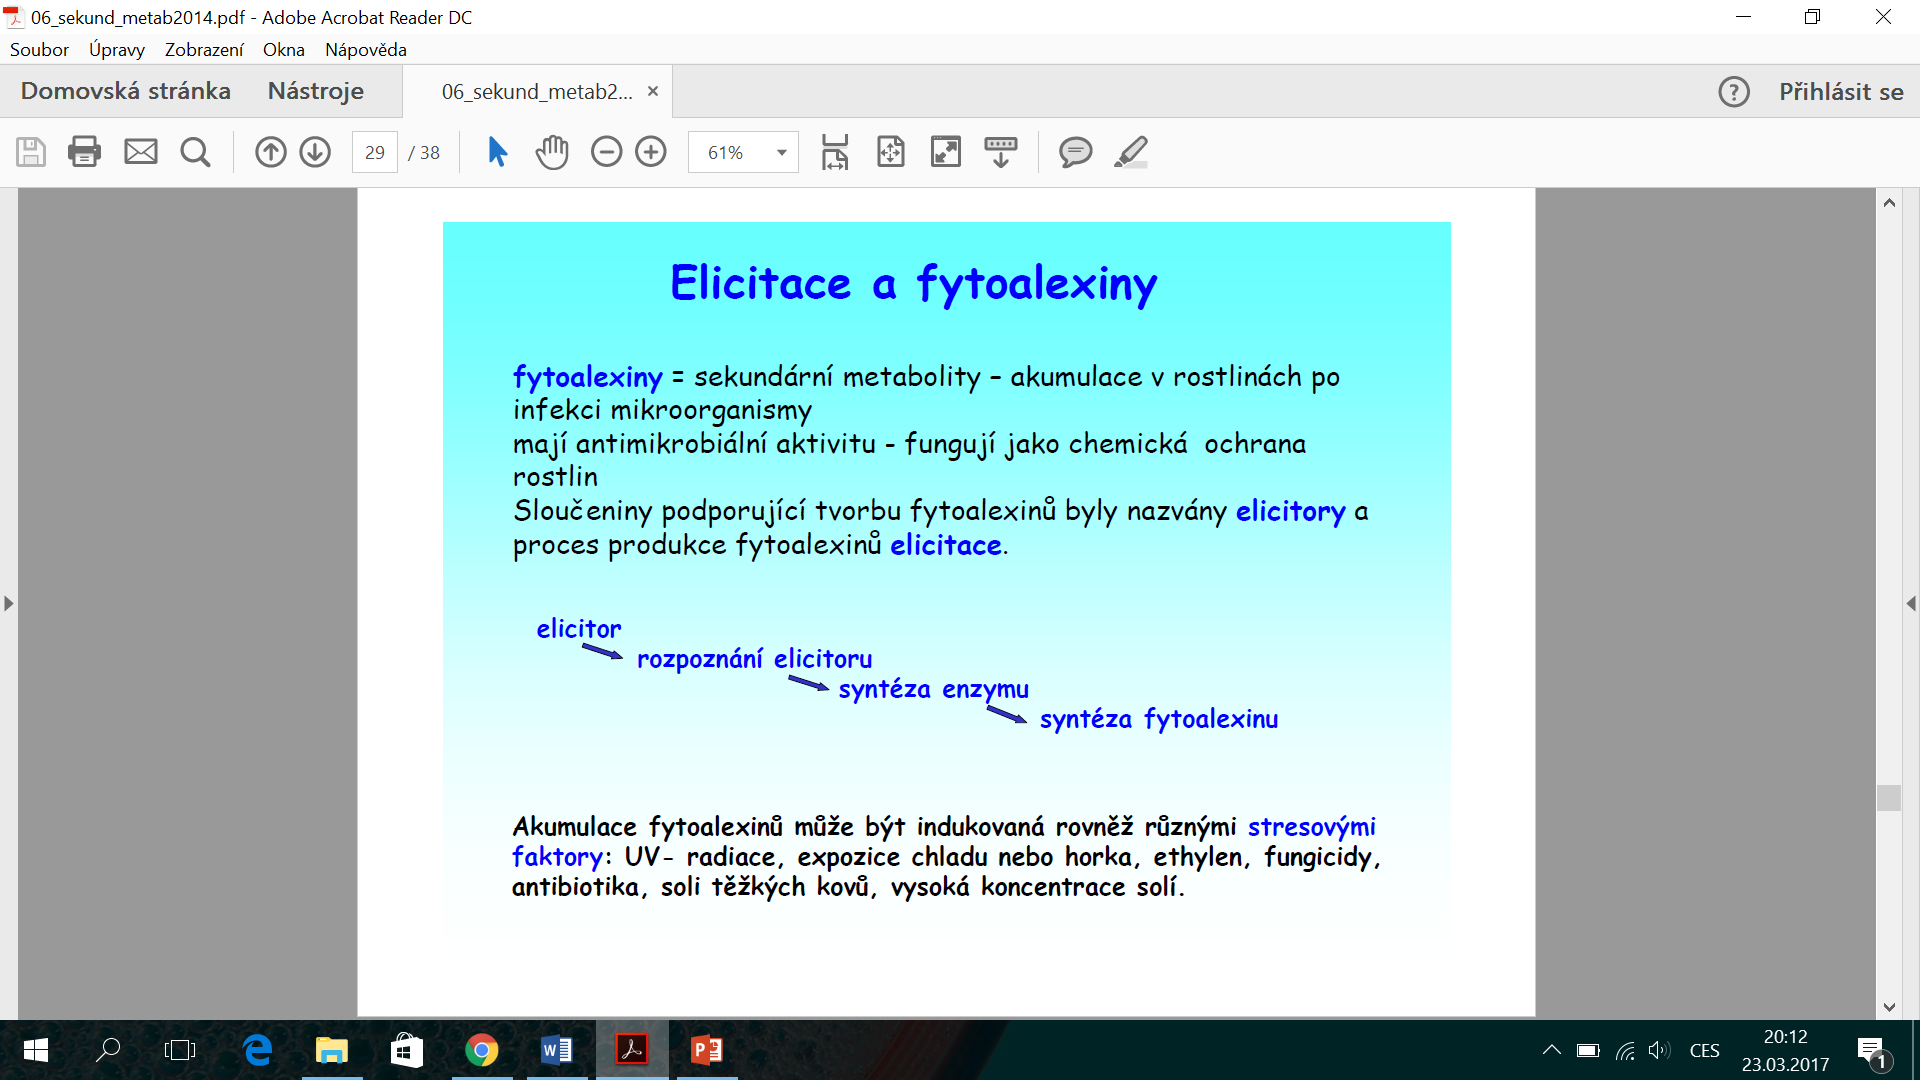 06_sekund_metab2014.pdf - Adobe Acrobat Reader DC
Soubor Úpravy Zobrazení Okna Nápověda
Domovská stránka Nástroje 06_sekund_metab2... × Přihlásit se
29 / 38 61%
Elicitace a fytoalexiny
fytoalexiny = sekundární metabolity – akumulace v rostlinách po
infekci mikroorganismy
mají antimikrobiální aktivitu - fungují jako chemická ochrana
rostlin
Sloučeniny podporující tvorbu fytoalexinů byly nazvány elicitory a
proces produkce fytoalexinů elicitace.
elicitor
rozpoznání elicitoru
syntéza enzymu
syntéza fytoalexinu
Akumulace fytoalexinů může být indukovaná rovněž různými stresovými
faktory: UV- radiace, expozice chladu nebo horka, ethylen, fungicidy,
antibiotika, soli těžkých kovů, vysoká koncentrace solí.
CES
20:12
23.03.2017
1